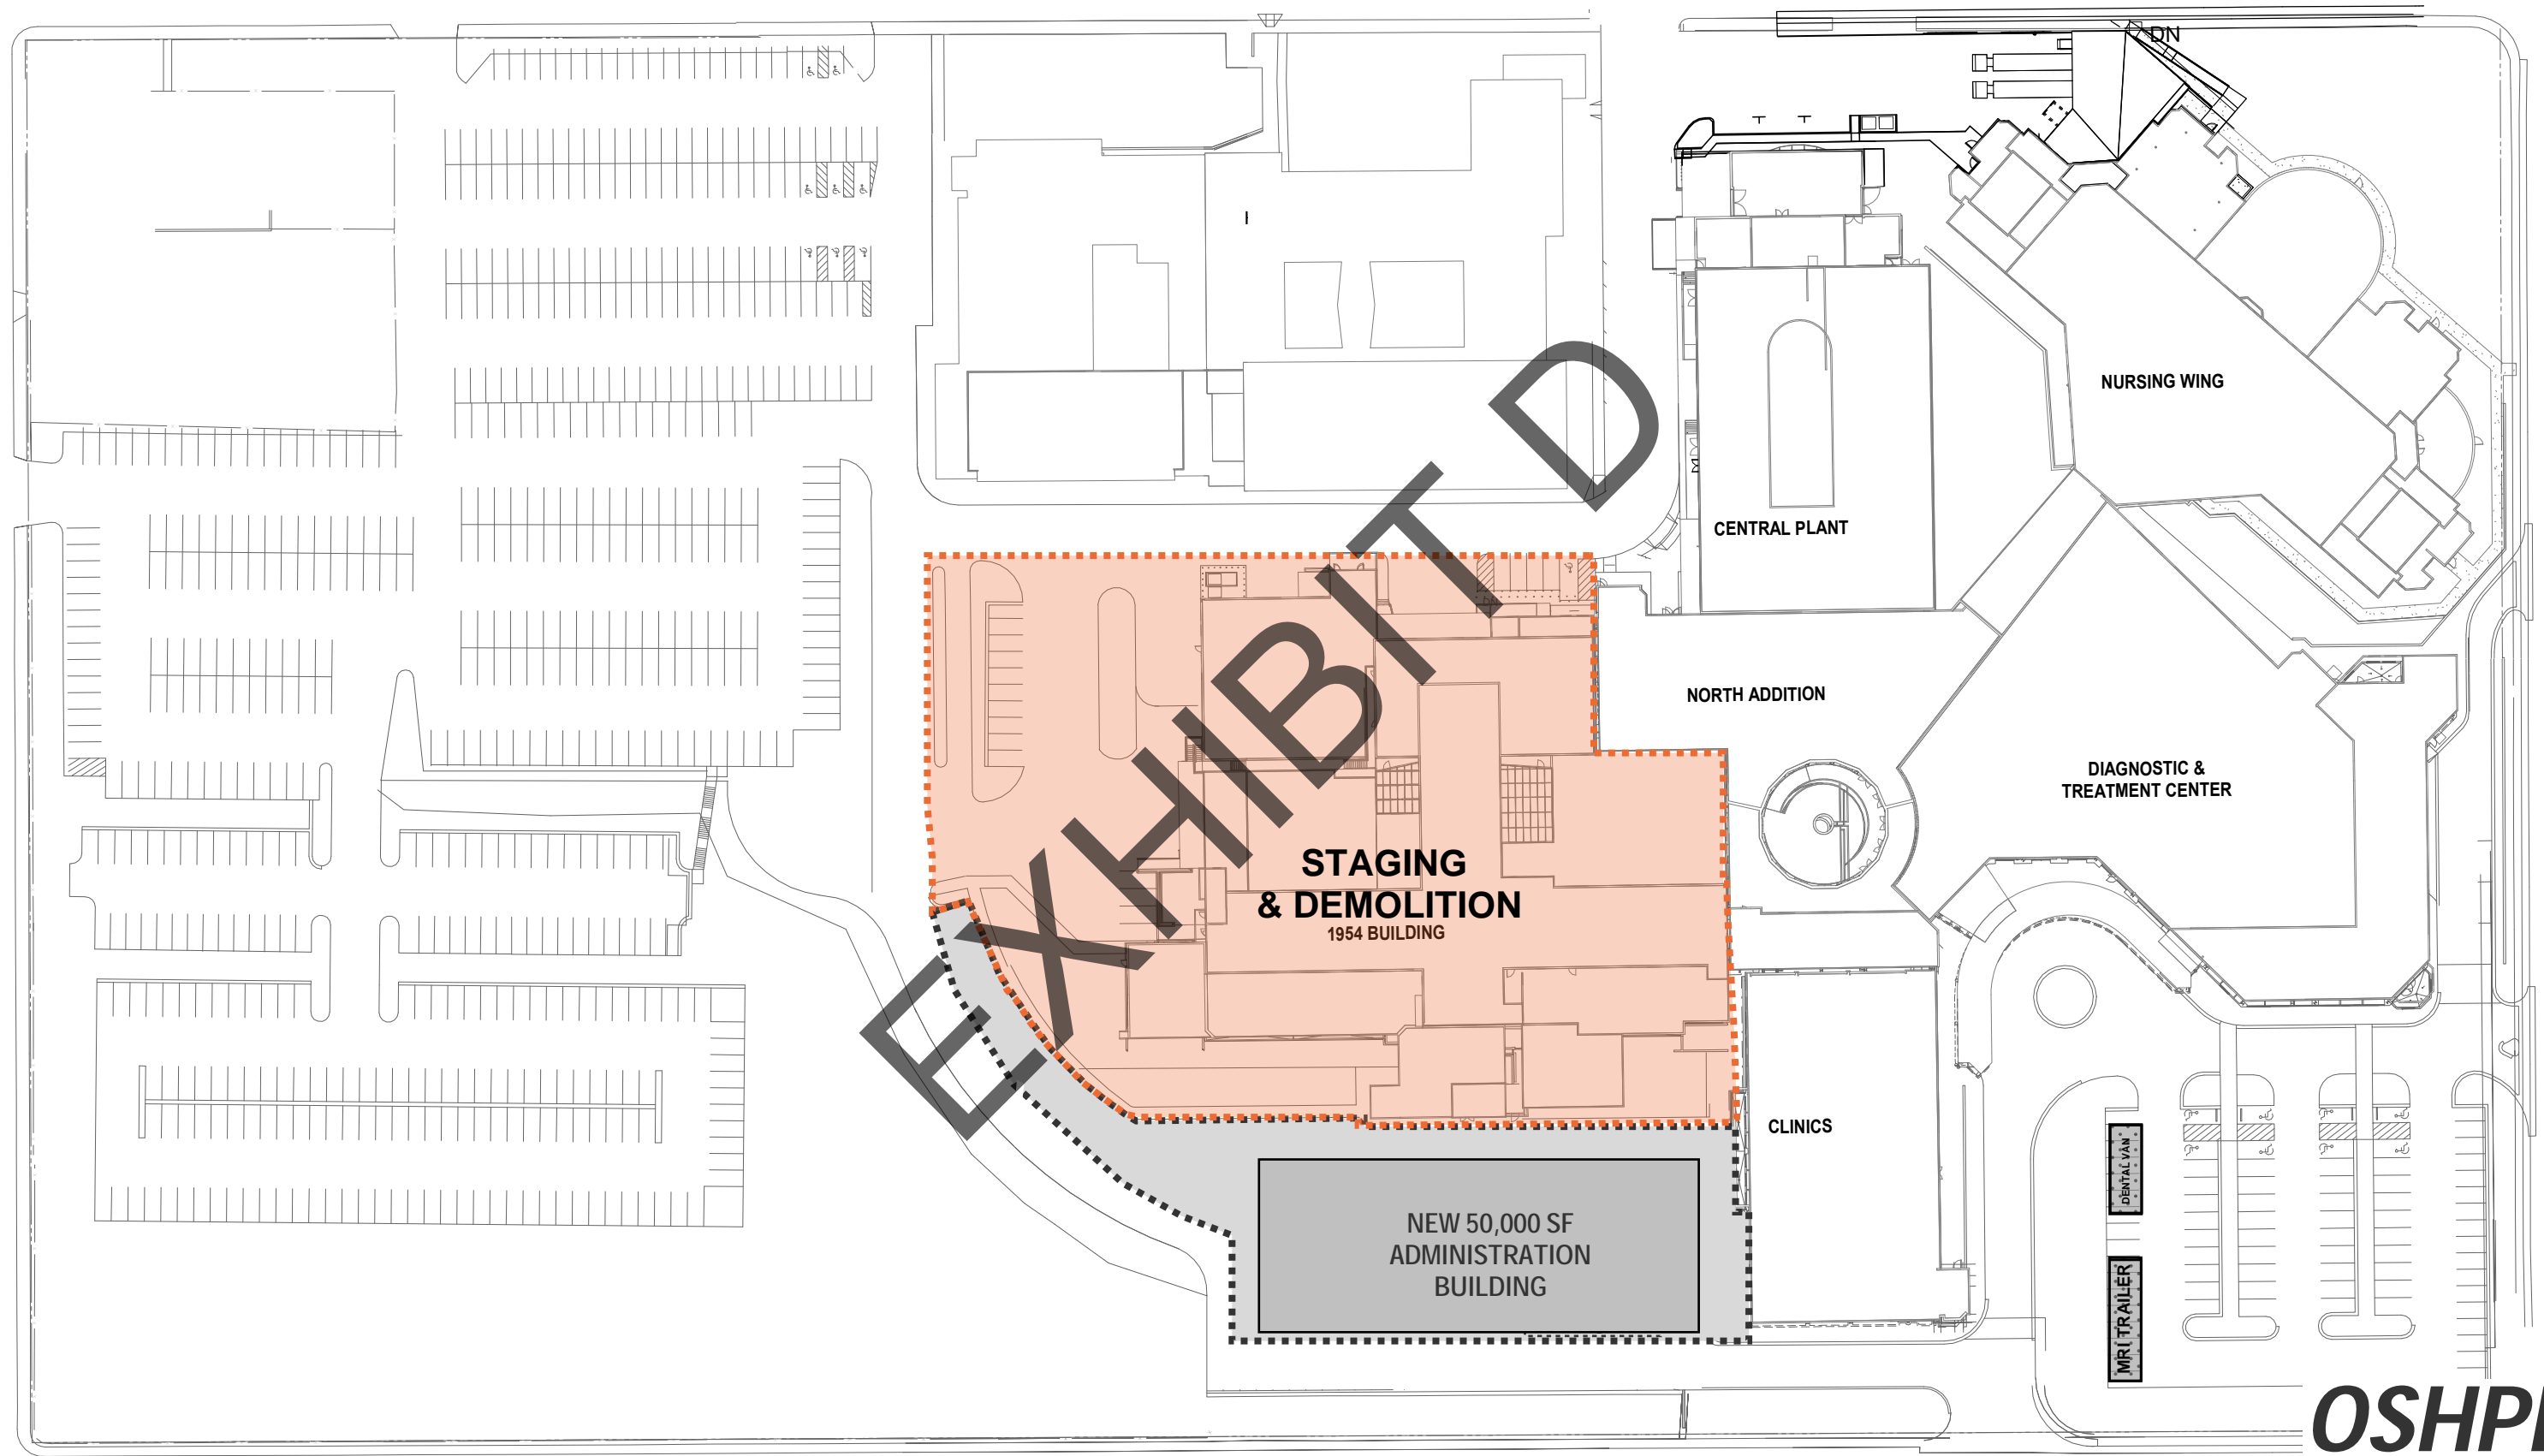 DN
NURSING WING
CENTRAL PLANT
NORTH ADDITION
DIAGNOSTIC &
TREATMENT CENTER
STAGING
& DEMOLITION
1954 BUILDING
EXHIBIT D
CLINICS
DENTAL VAN
MRI TRAILER
NEW 50,000 SF
ADMINISTRATION
BUILDING
OSHP